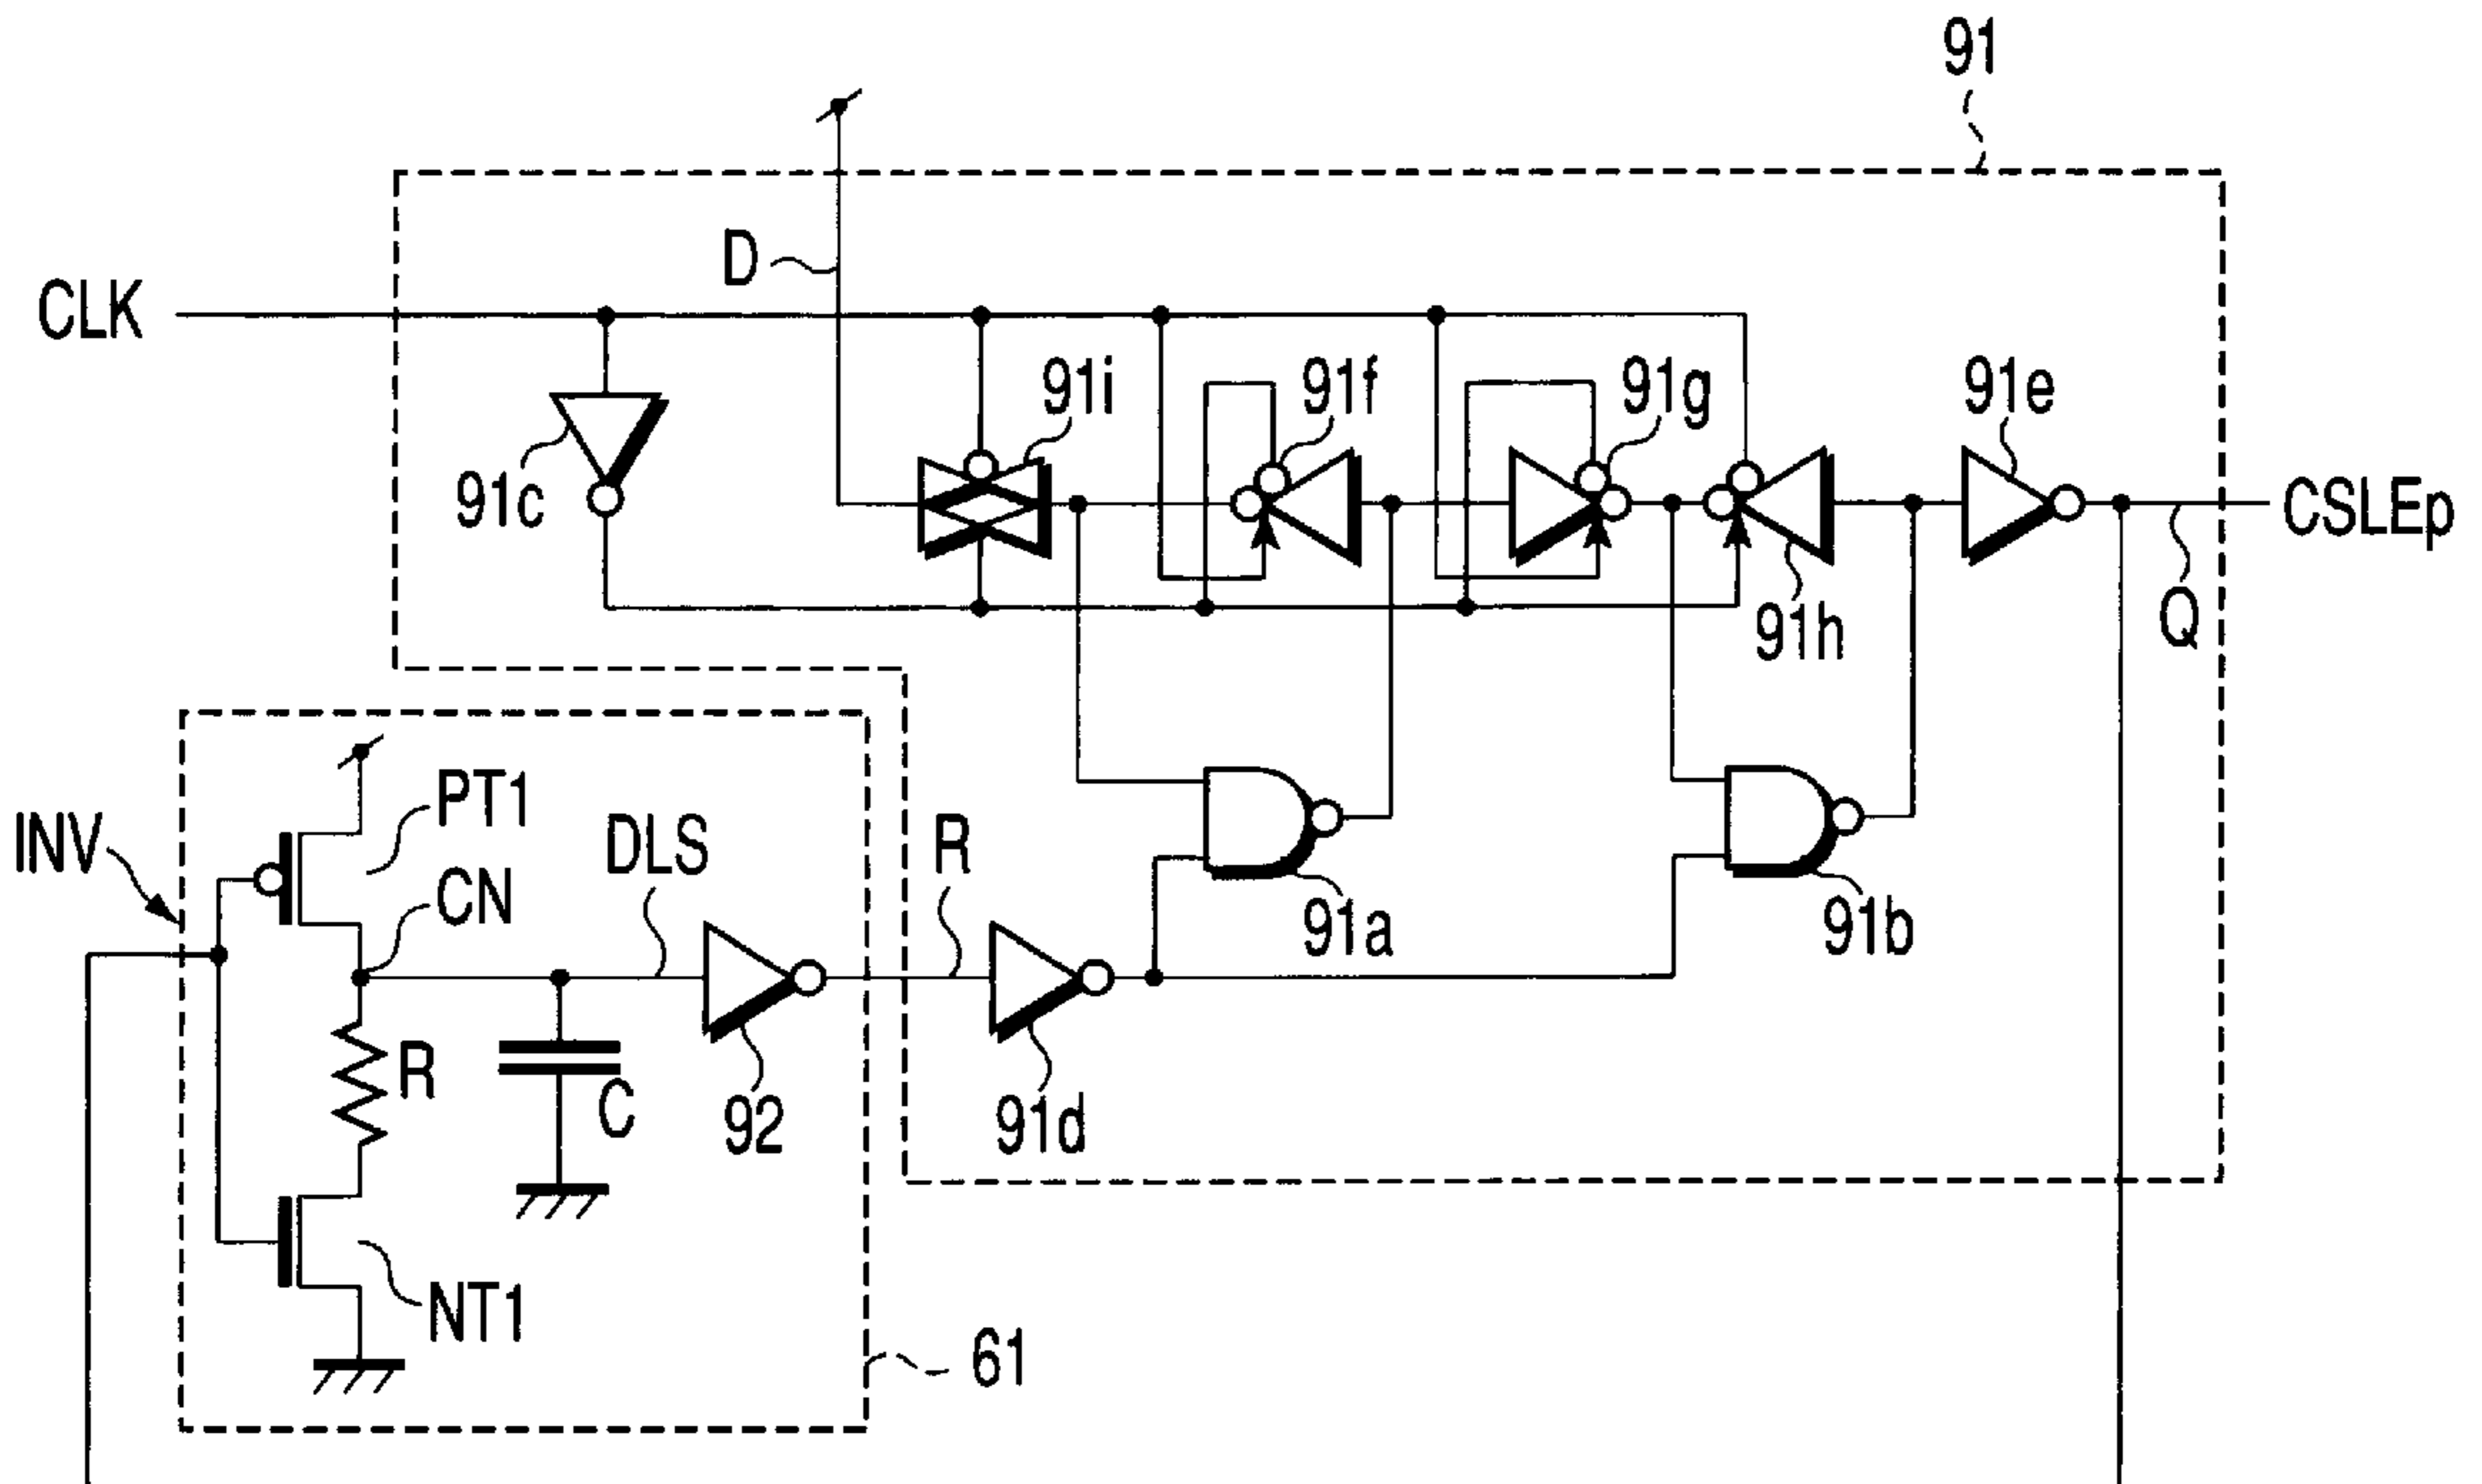 91
D
CLK
91i
91f
91g
91e
91c
CSLEp
91h
Q
INV
PT1
CN
DLS
R
91a
91b
R
C
92
91d
NT1
61